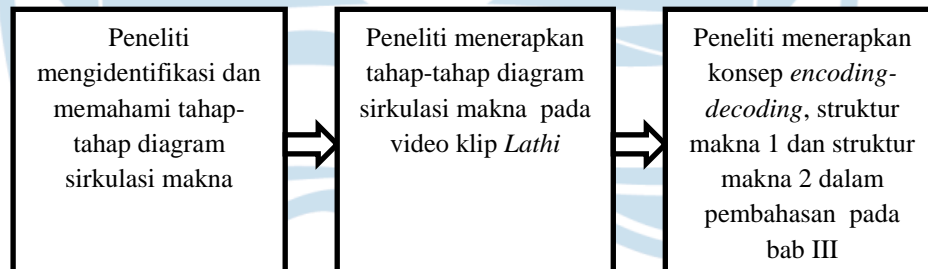 Peneliti
mengidentifikasi dan
memahami tahap-
tahap diagram
sirkulasi makna
Peneliti menerapkan
tahap-tahap diagram
sirkulasi makna pada
video klip Lathi
Peneliti menerapkan
konsep encoding-
decoding, struktur
makna 1 dan struktur
makna 2 dalam
pembahasan pada
bab III